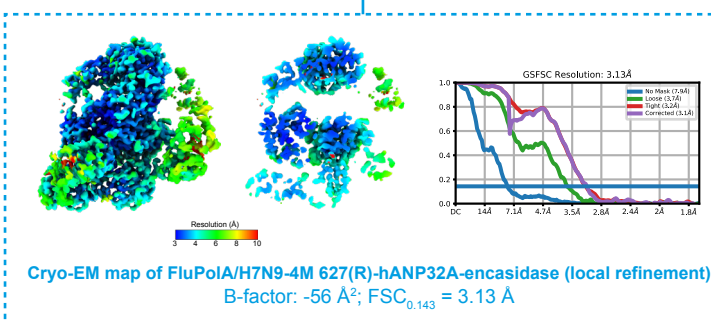 GSFSC Resolution: 3.13Å
1.0
0.8
0.6
0.4
0.2
0.0
No Mask (7.9Å)
Loose (3.7Å)
Tight (3.2Å)
Corrected (3.1Å)
DC 14Å 7.1Å 4.7Å 3.5Å 2.8Å 2.4Å 2Å 1.8Å
Resolution (Å)
3 4 6 8 10
Cryo-EM map of FluPolA/H7N9-4M 627(R)-hANP32A-encasidase (local refinement)
B-factor: -56 Å²; FSC₀.₁₄₃ = 3.13 Å